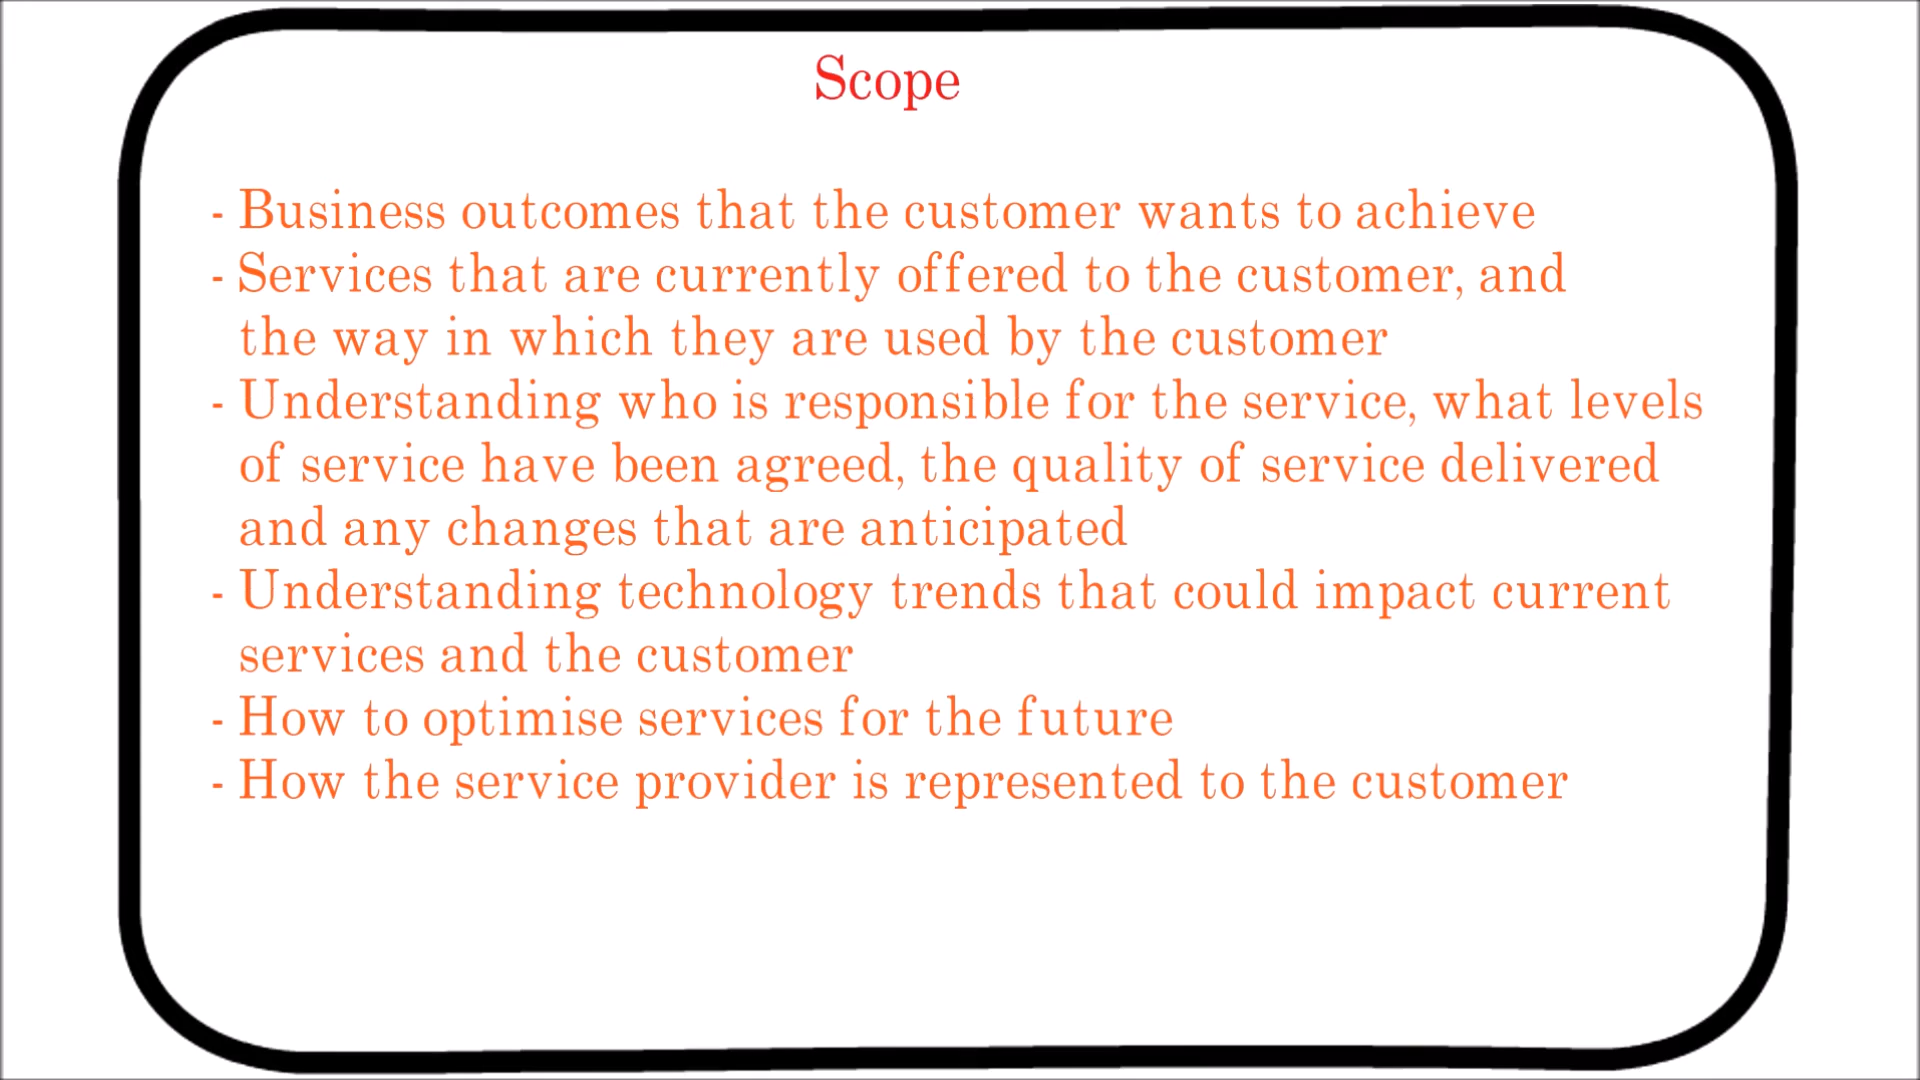 Scope
- Business outcomes that the customer wants to achieve
- Services that are currently offered to the customer, and
the way in which they are used by the customer
- Understanding who is responsible for the service, what levels
of service have been agreed, the quality of service delivered
and any changes that are anticipated
- Understanding technology trends that could impact current
services and the customer
- How to optimise services for the future
- How the service provider is represented to the customer